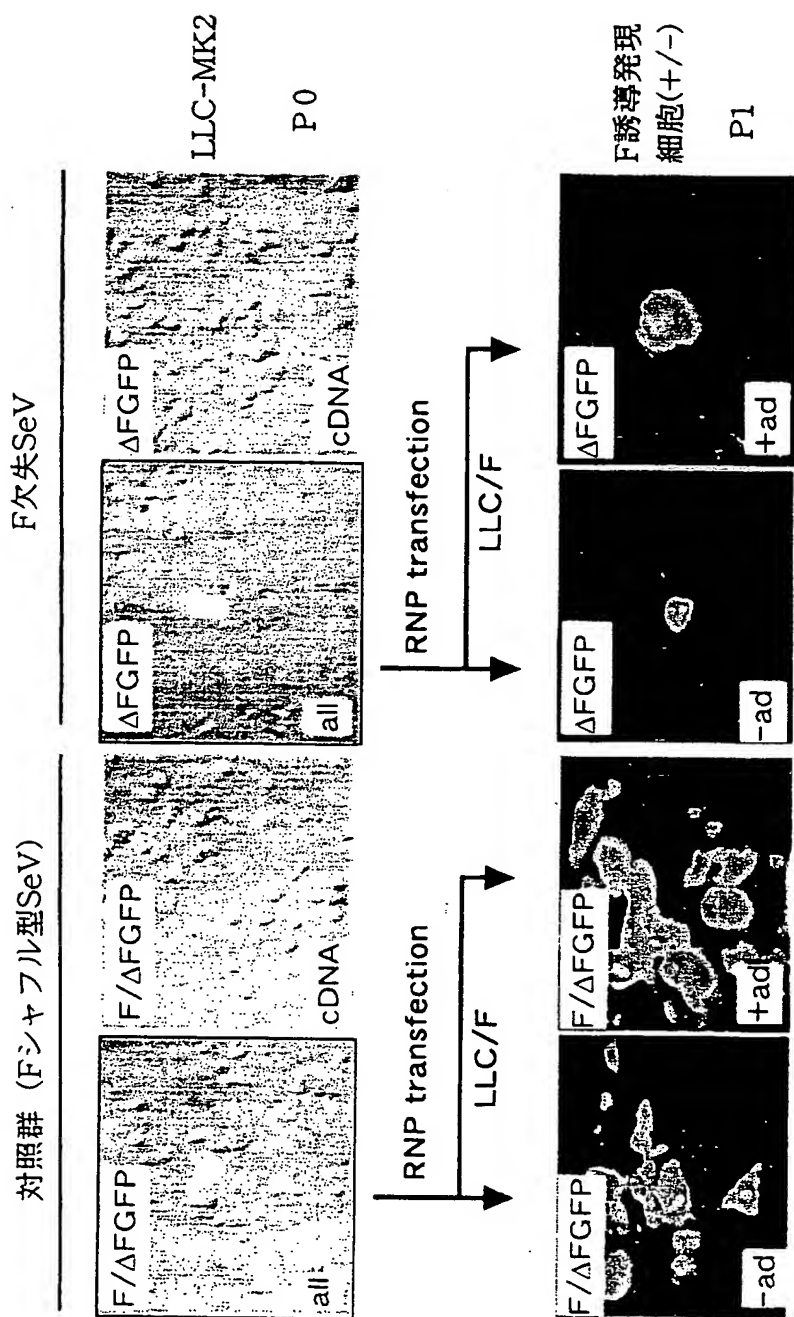 対照群 (Fシャフル型SeV)
F欠失SeV
F/ΔFGFP
all
F/ΔFGFP
cDNA
ΔFGFP
all
ΔFGFP
cDNA
LLC-MK2
P0
RNP transfection
LLC/F
RNP transfection
LLC/F
F/ΔFGFP
-ad
F/ΔFGFP
+ad
ΔFGFP
-ad
ΔFGFP
+ad
F誘導発現
細胞(+/-)
P1